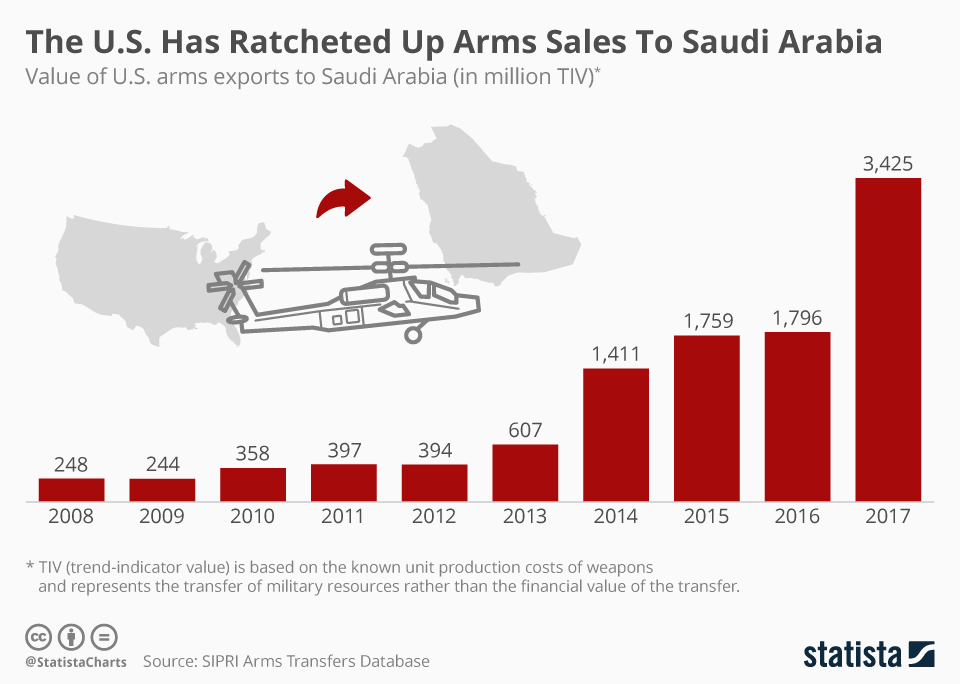 The U.S. Has Ratcheted Up Arms Sales To Saudi Arabia
Value of U.S. arms exports to Saudi Arabia (in million TIV)*
248
244
358
397
394
607
1,411
1,759
1,796
3,425
2008
2009
2010
2011
2012
2013
2014
2015
2016
2017
* TIV (trend-indicator value) is based on the known unit production costs of weapons
and represents the transfer of military resources rather than the financial value of the transfer.
cc
@StatistaCharts Source: SIPRI Arms Transfers Database
statista